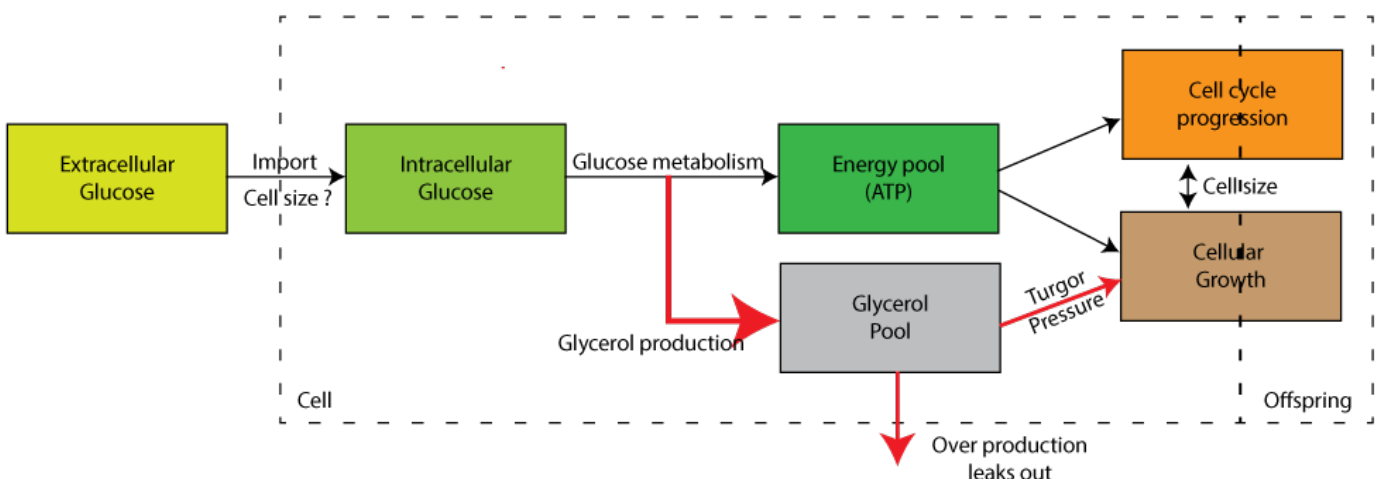 Extracellular
Glucose
Import
Cell size ?
Intracellular
Glucose
Glucose metabolism
Energy pool
(ATP)
Cell cycle
progression
Cell size
Cellular
Growth
Glycerol production
Glycerol
Pool
Turgor
Pressure
Cell
Offspring
Over production
leaks out